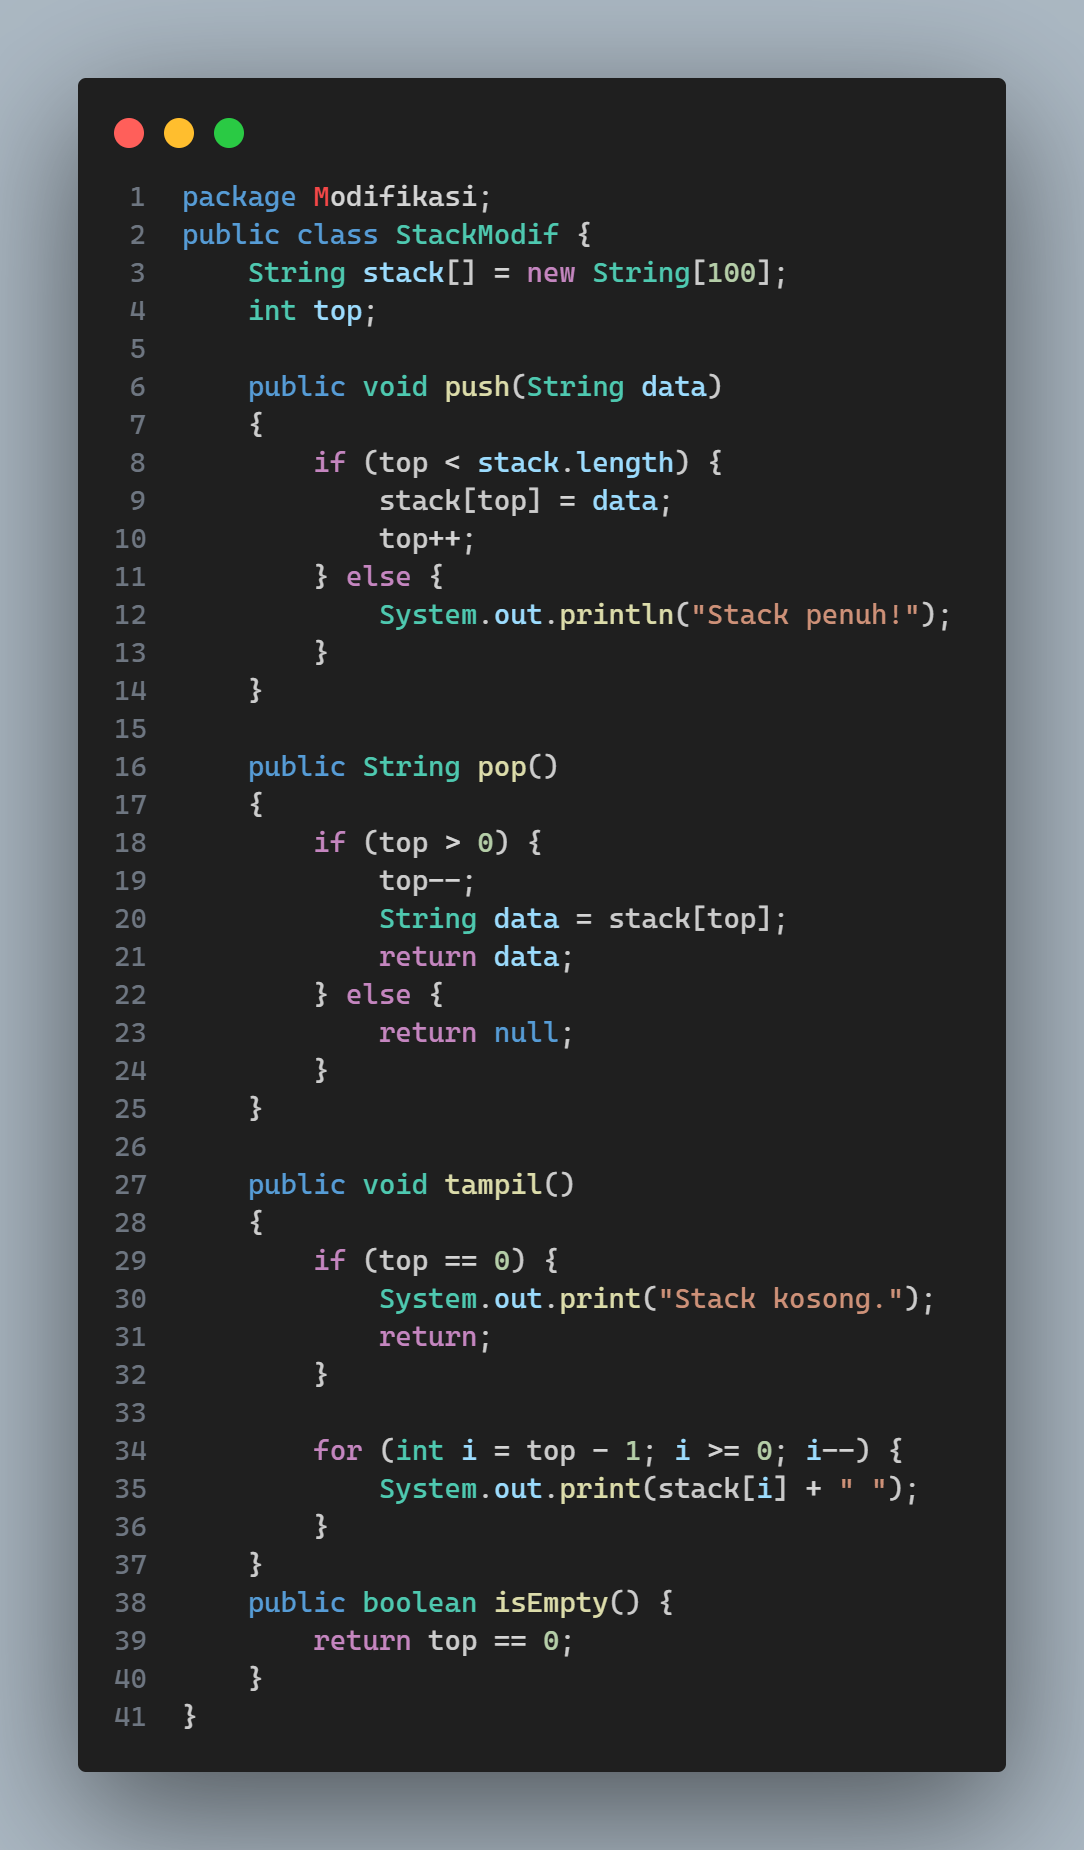 1 package Modifikasi;
2 public class StackModif {
3     String stack[] = new String[100];
4     int top;
5
6     public void push(String data)
7     {
8         if (top < stack.length) {
9             stack[top] = data;
10             top++;
11         } else {
12             System.out.println("Stack penuh!");
13         }
14     }
15
16     public String pop()
17     {
18         if (top > 0) {
19             top--;
20             String data = stack[top];
21             return data;
22         } else {
23             return null;
24         }
25     }
26
27     public void tampil()
28     {
29         if (top == 0) {
30             System.out.print("Stack kosong.");
31             return;
32         }
33
34         for (int i = top - 1; i >= 0; i--) {
35             System.out.print(stack[i] + " ");
36         }
37     }
38     public boolean isEmpty() {
39         return top == 0;
40     }
41 }